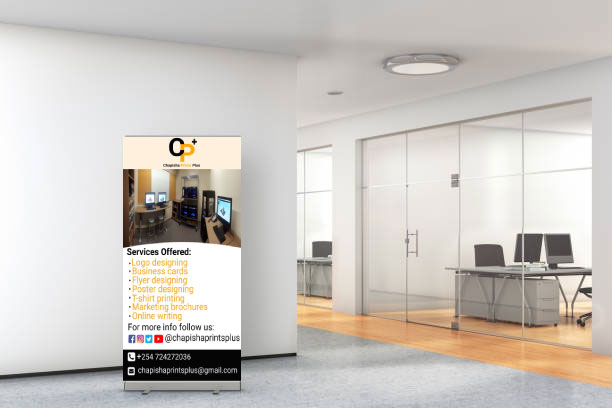 CP+
Chapisha Prints Plus
Services Offered:
• Logo designing
• Business cards
• Flyer designing
• Poster designing
• T-shirt printing
• Marketing brochures
• Online writing
For more info follow us:
@chapishaprintsplus
+254 724272036
chapishaprintsplus@gmail.com